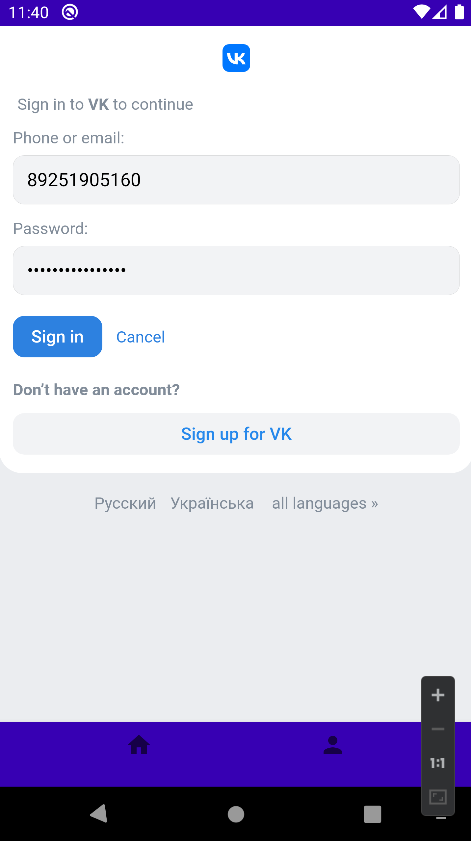 11:40
VK
Sign in to VK to continue
Phone or email:
89251905160
Password:
••••••••••••••••
Sign in Cancel
Don't have an account?
Sign up for VK
Русский Українська all languages »
1:1